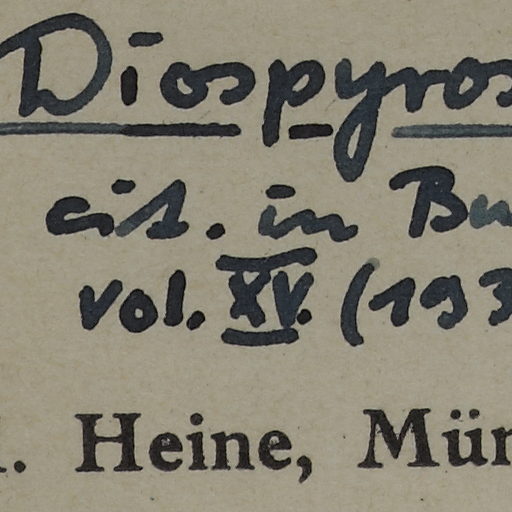 Diospyros
cit. in Bu
vol. XV. (193
. Heine, Mün